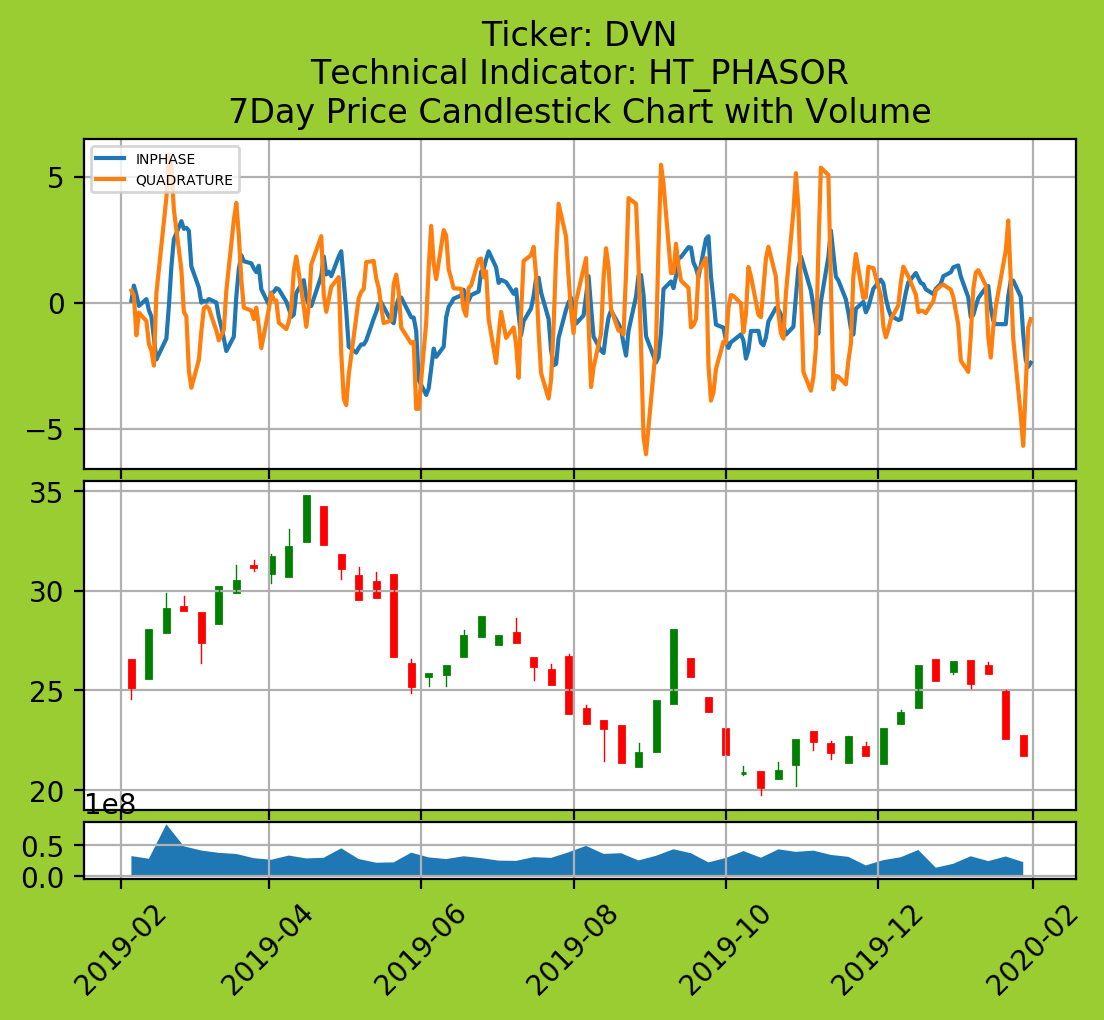 Ticker: DVN
Technical Indicator: HT_PHASOR
7Day Price Candlestick Chart with Volume
INPHASE
QUADRATURE
5
0
−5
35
30
25
20
1e8
0.5
0.0
2019-02
2019-04
2019-06
2019-08
2019-10
2019-12
2020-02